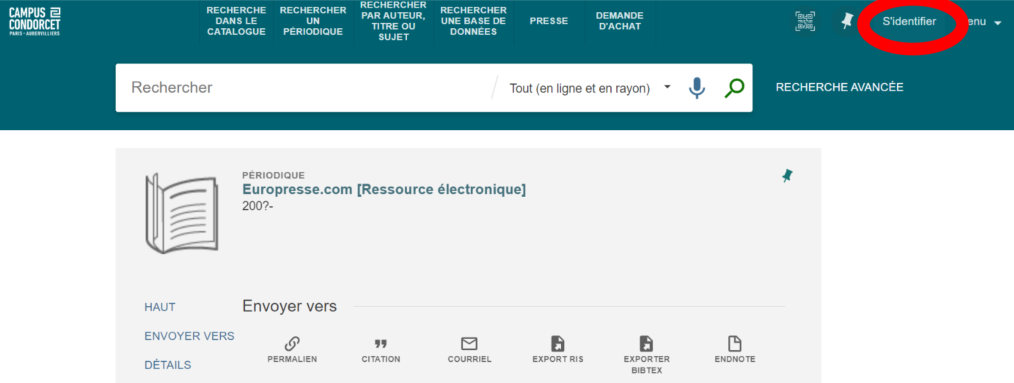 CAMPUS
CONDORCET
PARIS - AUBERVILLIERS
RECHERCHE
DANS LE
CATALOGUE
RECHERCHER
UN
PÉRIODIQUE
RECHERCHER
PAR AUTEUR,
TITRE OU
SUJET
RECHERCHER
UNE BASE DE
DONNÉES
PRESSE
DEMANDE
D'ACHAT
S'identifier
enu
Rechercher
Tout (en ligne et en rayon)
RECHERCHE AVANCÉE
PÉRIODIQUE
Europresse.com [Ressource électronique]
200?-
HAUT
ENVOYER VERS
DÉTAILS
Envoyer vers
PERMALIEN
CITATION
COURRIEL
EXPORT RIS
EXPORTER
BIBTEX
ENDNOTE